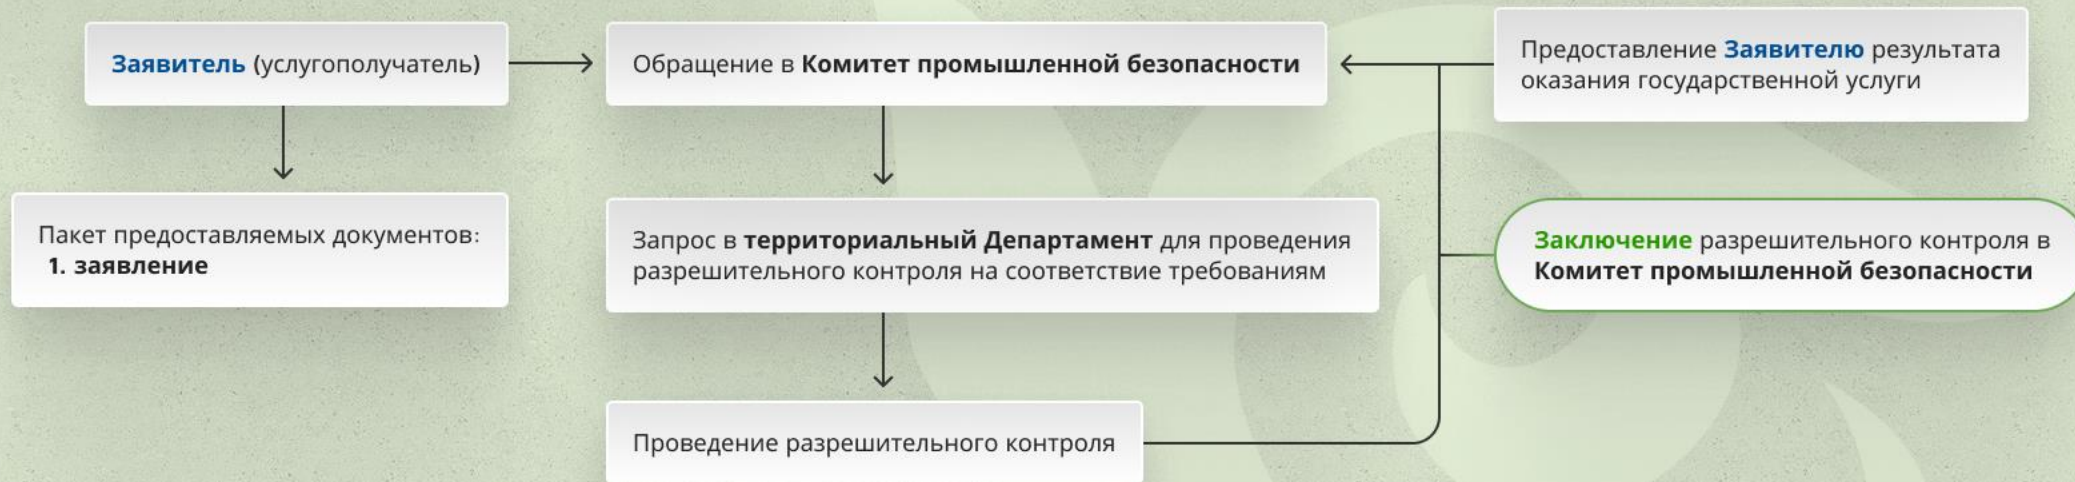 Заявитель (услугополучатель)
Обращение в Комитет промышленной безопасности
Предоставление Заявителю результата
оказания государственной услуги
Пакет предоставляемых документов:
1. заявление
Запрос в территориальный Департамент для проведения
разрешительного контроля на соответствие требованиям
Заключение разрешительного контроля в
Комитет промышленной безопасности
Проведение разрешительного контроля